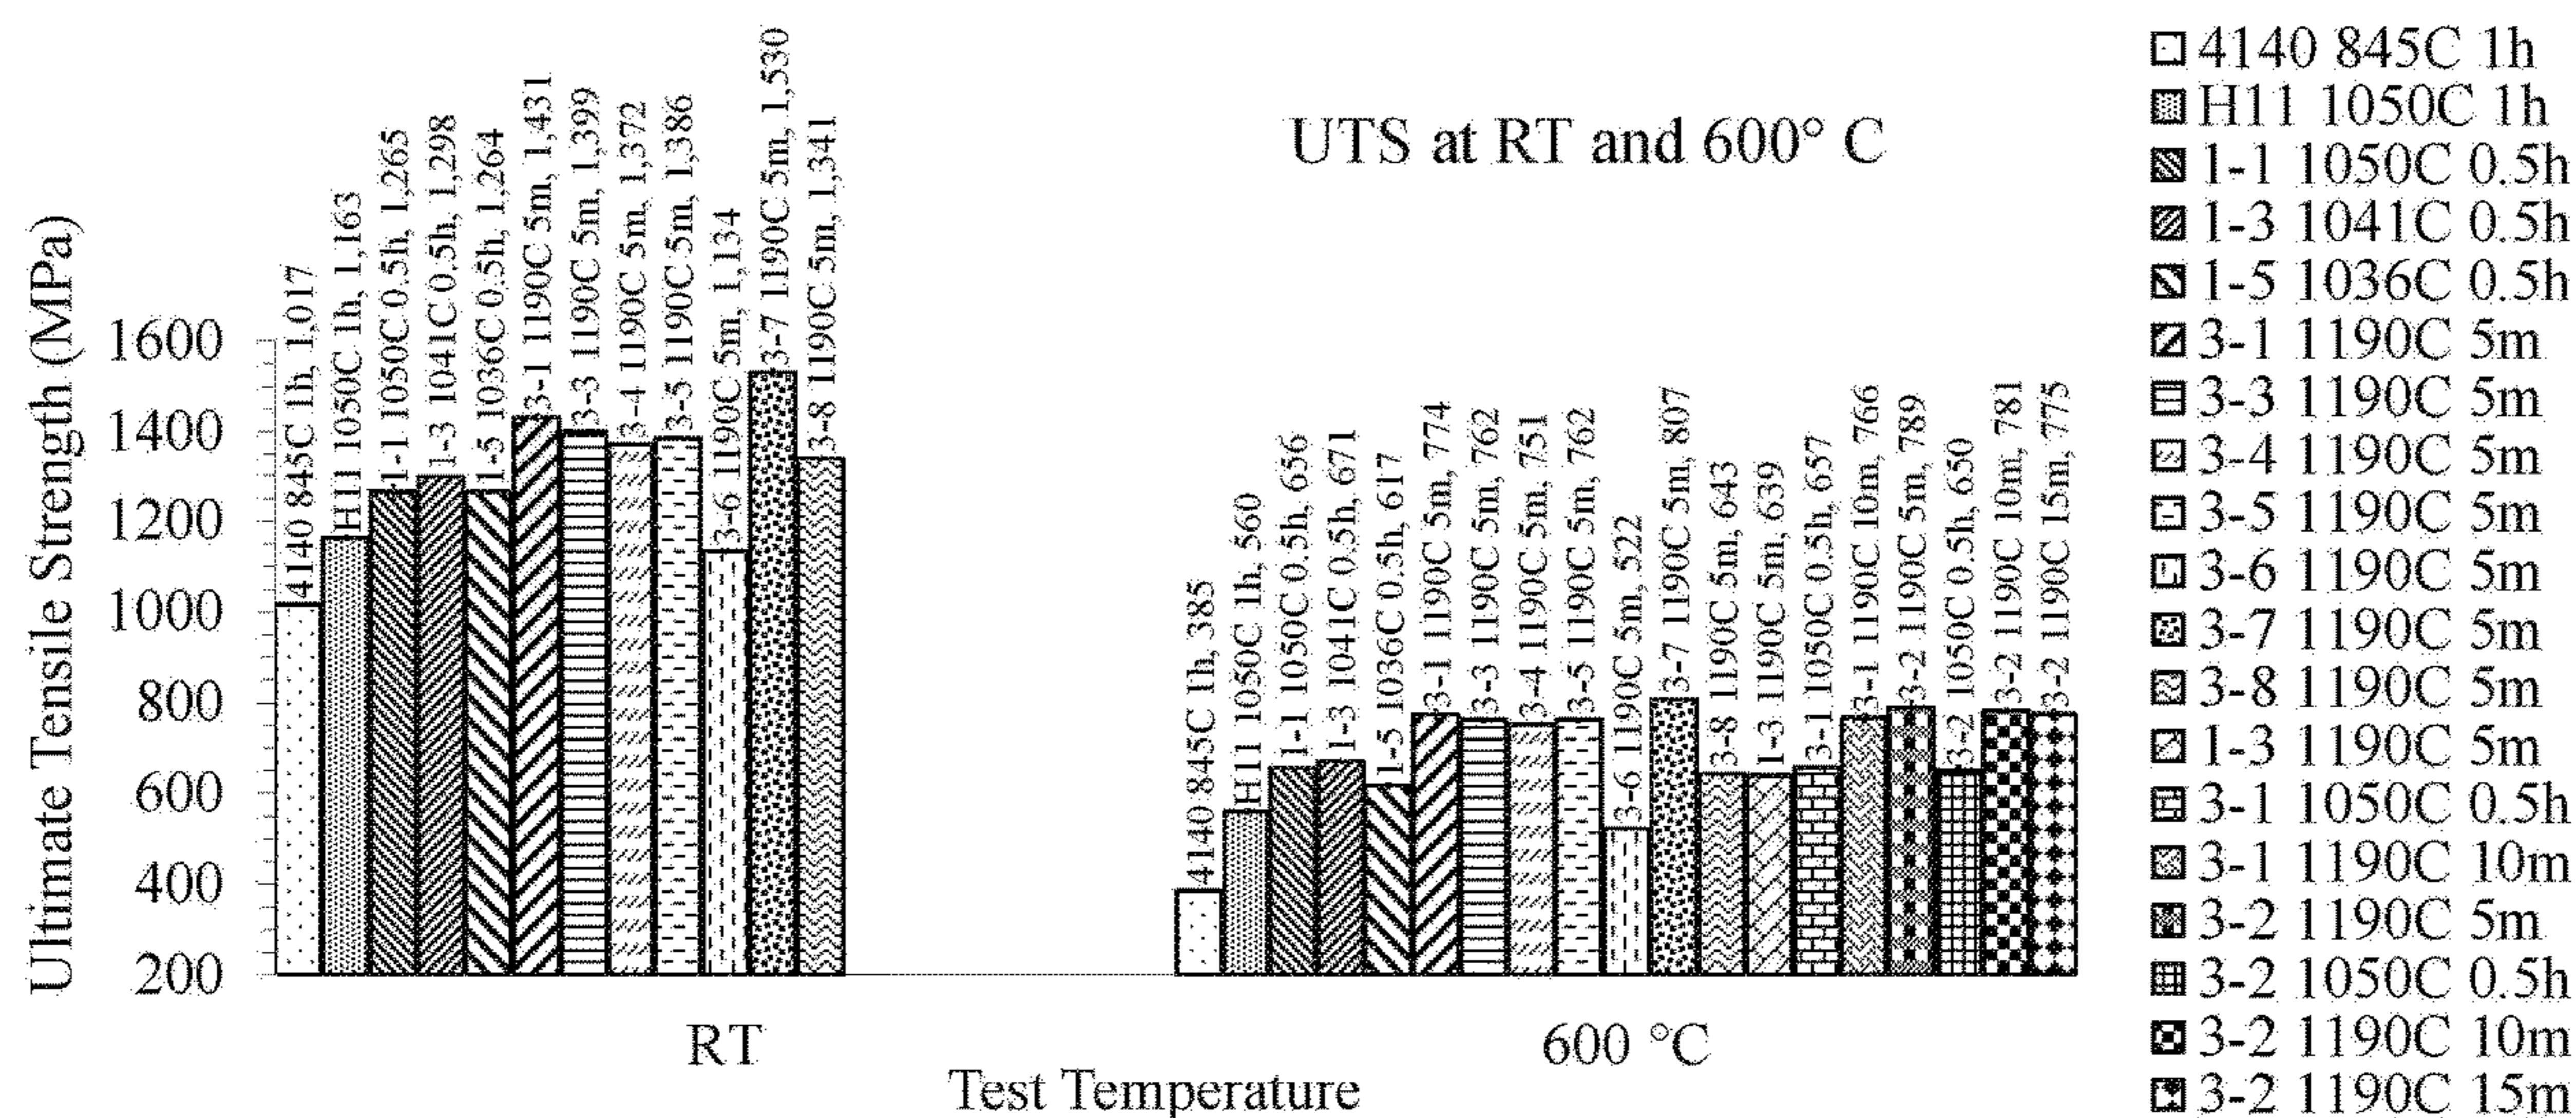 UTS at RT and 600° C
Ultimate Tensile Strength (MPa)
1600
1400
1200
1000
800
600
400
200
4140 845C 1h, 1,017
H11 1050C 1h, 1,163
1-1 1050C 0.5h, 1,265
1-3 1041C 0.5h, 1,298
1-5 1036C 0.5h, 1,264
3-1 1190C 5m, 1,431
3-3 1190C 5m, 1,399
3-4 1190C 5m, 1,372
3-5 1190C 5m, 1,386
3-6 1190C 5m, 1,134
3-7 1190C 5m, 1,530
3-8 1190C 5m, 1,341
4140 845C 1h, 385
H11 1050C 1h, 560
1-1 1050C 0.5h, 656
1-3 1041C 0.5h, 671
1-5 1036C 0.5h, 617
3-1 1190C 5m, 774
3-3 1190C 5m, 762
3-4 1190C 5m, 751
3-5 1190C 5m, 762
3-6 1190C 5m, 522
3-7 1190C 5m, 807
3-8 1190C 5m, 643
1-3 1190C 5m, 639
3-1 1050C 0.5h, 657
3-1 1190C 10m, 766
3-2 1190C 5m, 789
3-2 1050C 0.5h, 650
3-2 1190C 10m, 781
3-2 1190C 15m, 775
RT
600 °C
Test Temperature
4140 845C 1h
H11 1050C 1h
1-1 1050C 0.5h
1-3 1041C 0.5h
1-5 1036C 0.5h
3-1 1190C 5m
3-3 1190C 5m
3-4 1190C 5m
3-5 1190C 5m
3-6 1190C 5m
3-7 1190C 5m
3-8 1190C 5m
1-3 1190C 5m
3-1 1050C 0.5h
3-1 1190C 10m
3-2 1190C 5m
3-2 1050C 0.5h
3-2 1190C 10m
3-2 1190C 15m